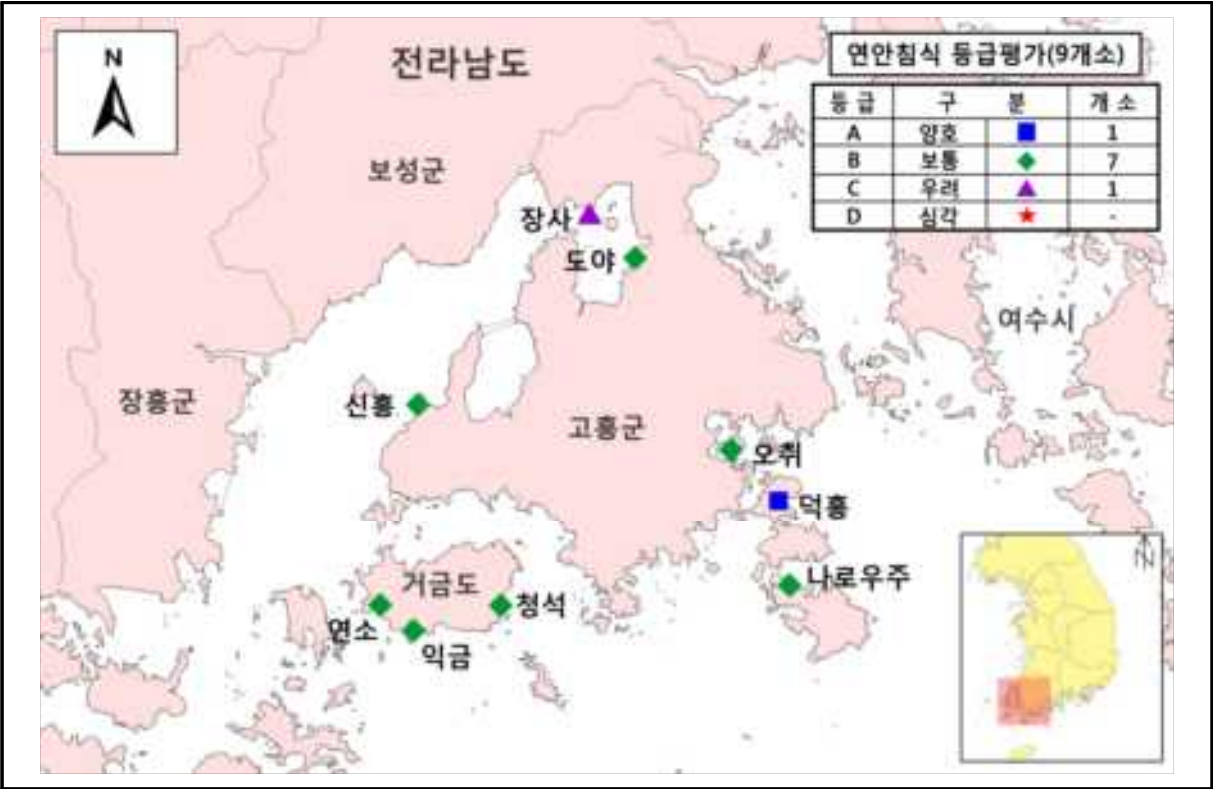 N
전라남도
연안침식 등급평가(9개소)
등급 구 분 개소
A 양호 1
B 보통 7
C 우려 1
D 심각 -
보성군
장사
도야
여수시
장흥군
신흥
고흥군
오취
덕흥
거금도
나로우주
청석
연소
익금
N